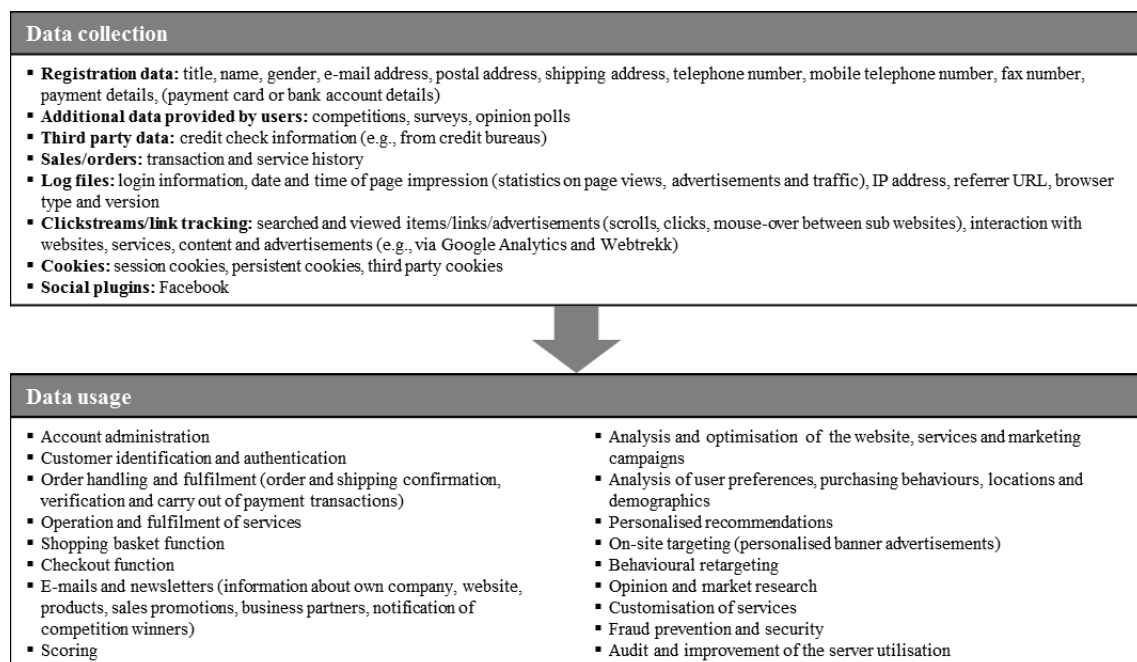 Data collection
▪ Registration data: title, name, gender, e-mail address, postal address, shipping address, telephone number, mobile telephone number, fax number,
payment details, (payment card or bank account details)
▪ Additional data provided by users: competitions, surveys, opinion polls
▪ Third party data: credit check information (e.g., from credit bureaus)
▪ Sales/orders: transaction and service history
▪ Log files: login information, date and time of page impression (statistics on page views, advertisements and traffic), IP address, referrer URL, browser
type and version
▪ Clickstreams/link tracking: searched and viewed items/links/advertisements (scrolls, clicks, mouse-over between sub websites), interaction with
websites, services, content and advertisements (e.g., via Google Analytics and Webtrekk)
▪ Cookies: session cookies, persistent cookies, third party cookies
▪ Social plugins: Facebook
Data usage
▪ Account administration
▪ Customer identification and authentication
▪ Order handling and fulfilment (order and shipping confirmation,
verification and carry out of payment transactions)
▪ Operation and fulfilment of services
▪ Shopping basket function
▪ Checkout function
▪ E-mails and newsletters (information about own company, website,
products, sales promotions, business partners, notification of
competition winners)
▪ Scoring
▪ Analysis and optimisation of the website, services and marketing
campaigns
▪ Analysis of user preferences, purchasing behaviours, locations and
demographics
▪ Personalised recommendations
▪ On-site targeting (personalised banner advertisements)
▪ Behavioural retargeting
▪ Opinion and market research
▪ Customisation of services
▪ Fraud prevention and security
▪ Audit and improvement of the server utilisation